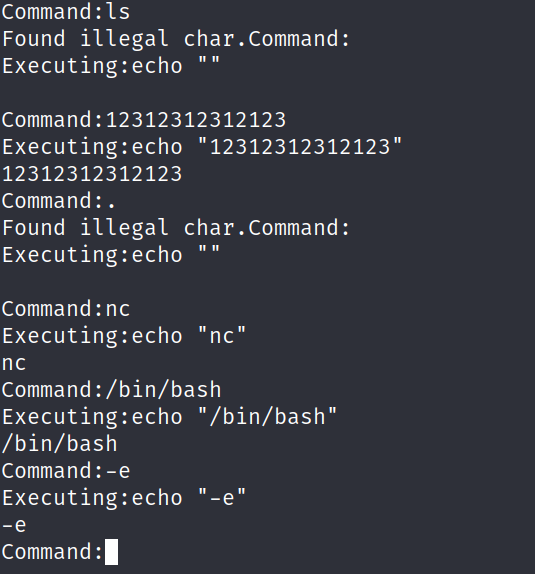 Command:ls
Found illegal char.Command:
Executing:echo ""
Command:12312312312123
Executing:echo "12312312312123"
12312312312123
Command:.
Found illegal char.Command:
Executing:echo ""
Command:nc
Executing:echo "nc"
nc
Command:/bin/bash
Executing:echo "/bin/bash"
/bin/bash
Command:-e
Executing:echo "-e"
-e
Command: